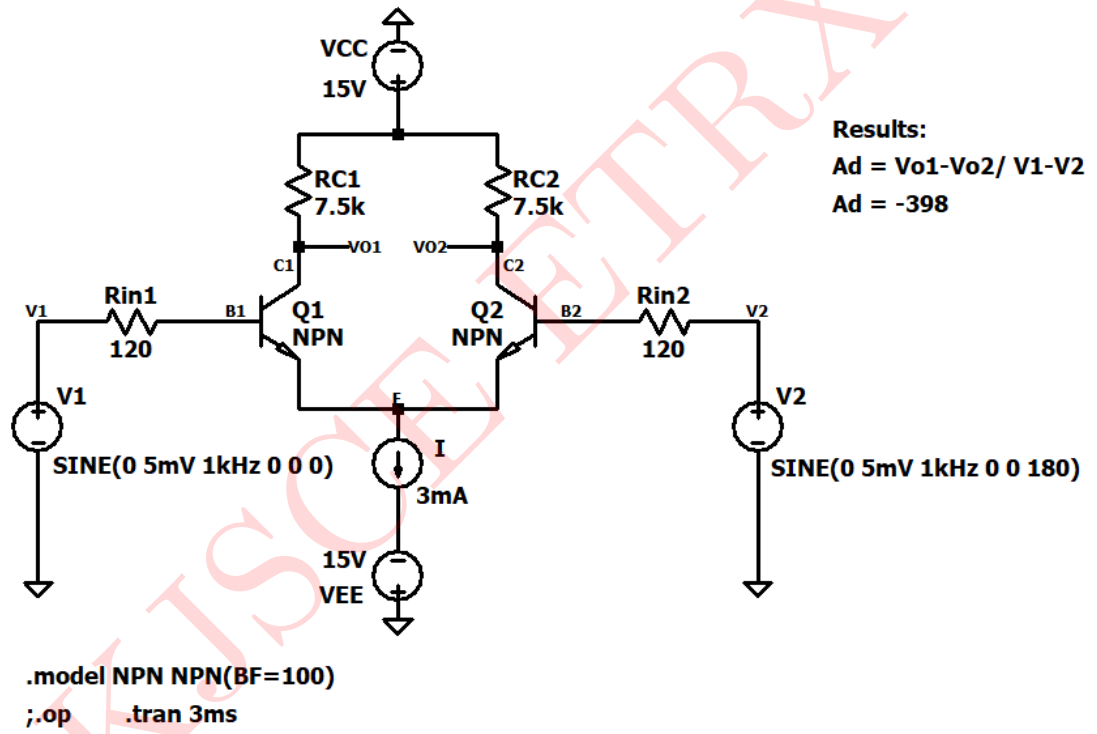 VCC
15V
Results:
Ad = Vo1-Vo2/ V1-V2
Ad = -398
RC1
7.5k
RC2
7.5k
VO1
VO2
C1
C2
V1
Rin1
120
B1
Q1
NPN
Q2
NPN
B2
Rin2
120
V2
E
V1
SINE(0 5mV 1kHz 0 0 0)
I
3mA
V2
SINE(0 5mV 1kHz 0 0 180)
15V
VEE
.model NPN NPN(BF=100)
;.op .tran 3ms
KJSCE ETRX